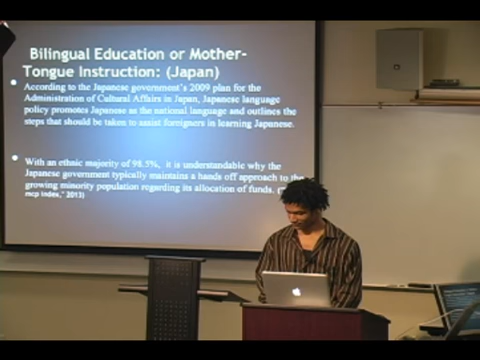 Bilingual Education or Mother-
Tongue Instruction: (Japan)
According to the Japanese government's 2009 plan for the
Administration of Cultural Affairs in Japan, Japanese language
policy promotes Japanese as the national language and outlines the
steps that should be taken to assist foreigners in learning Japanese.
With an ethnic majority of 98.5%, it is understandable why the
Japanese government typically maintains a hands off approach to the
growing minority population regarding its allocation of funds.
mcp index," 2013)